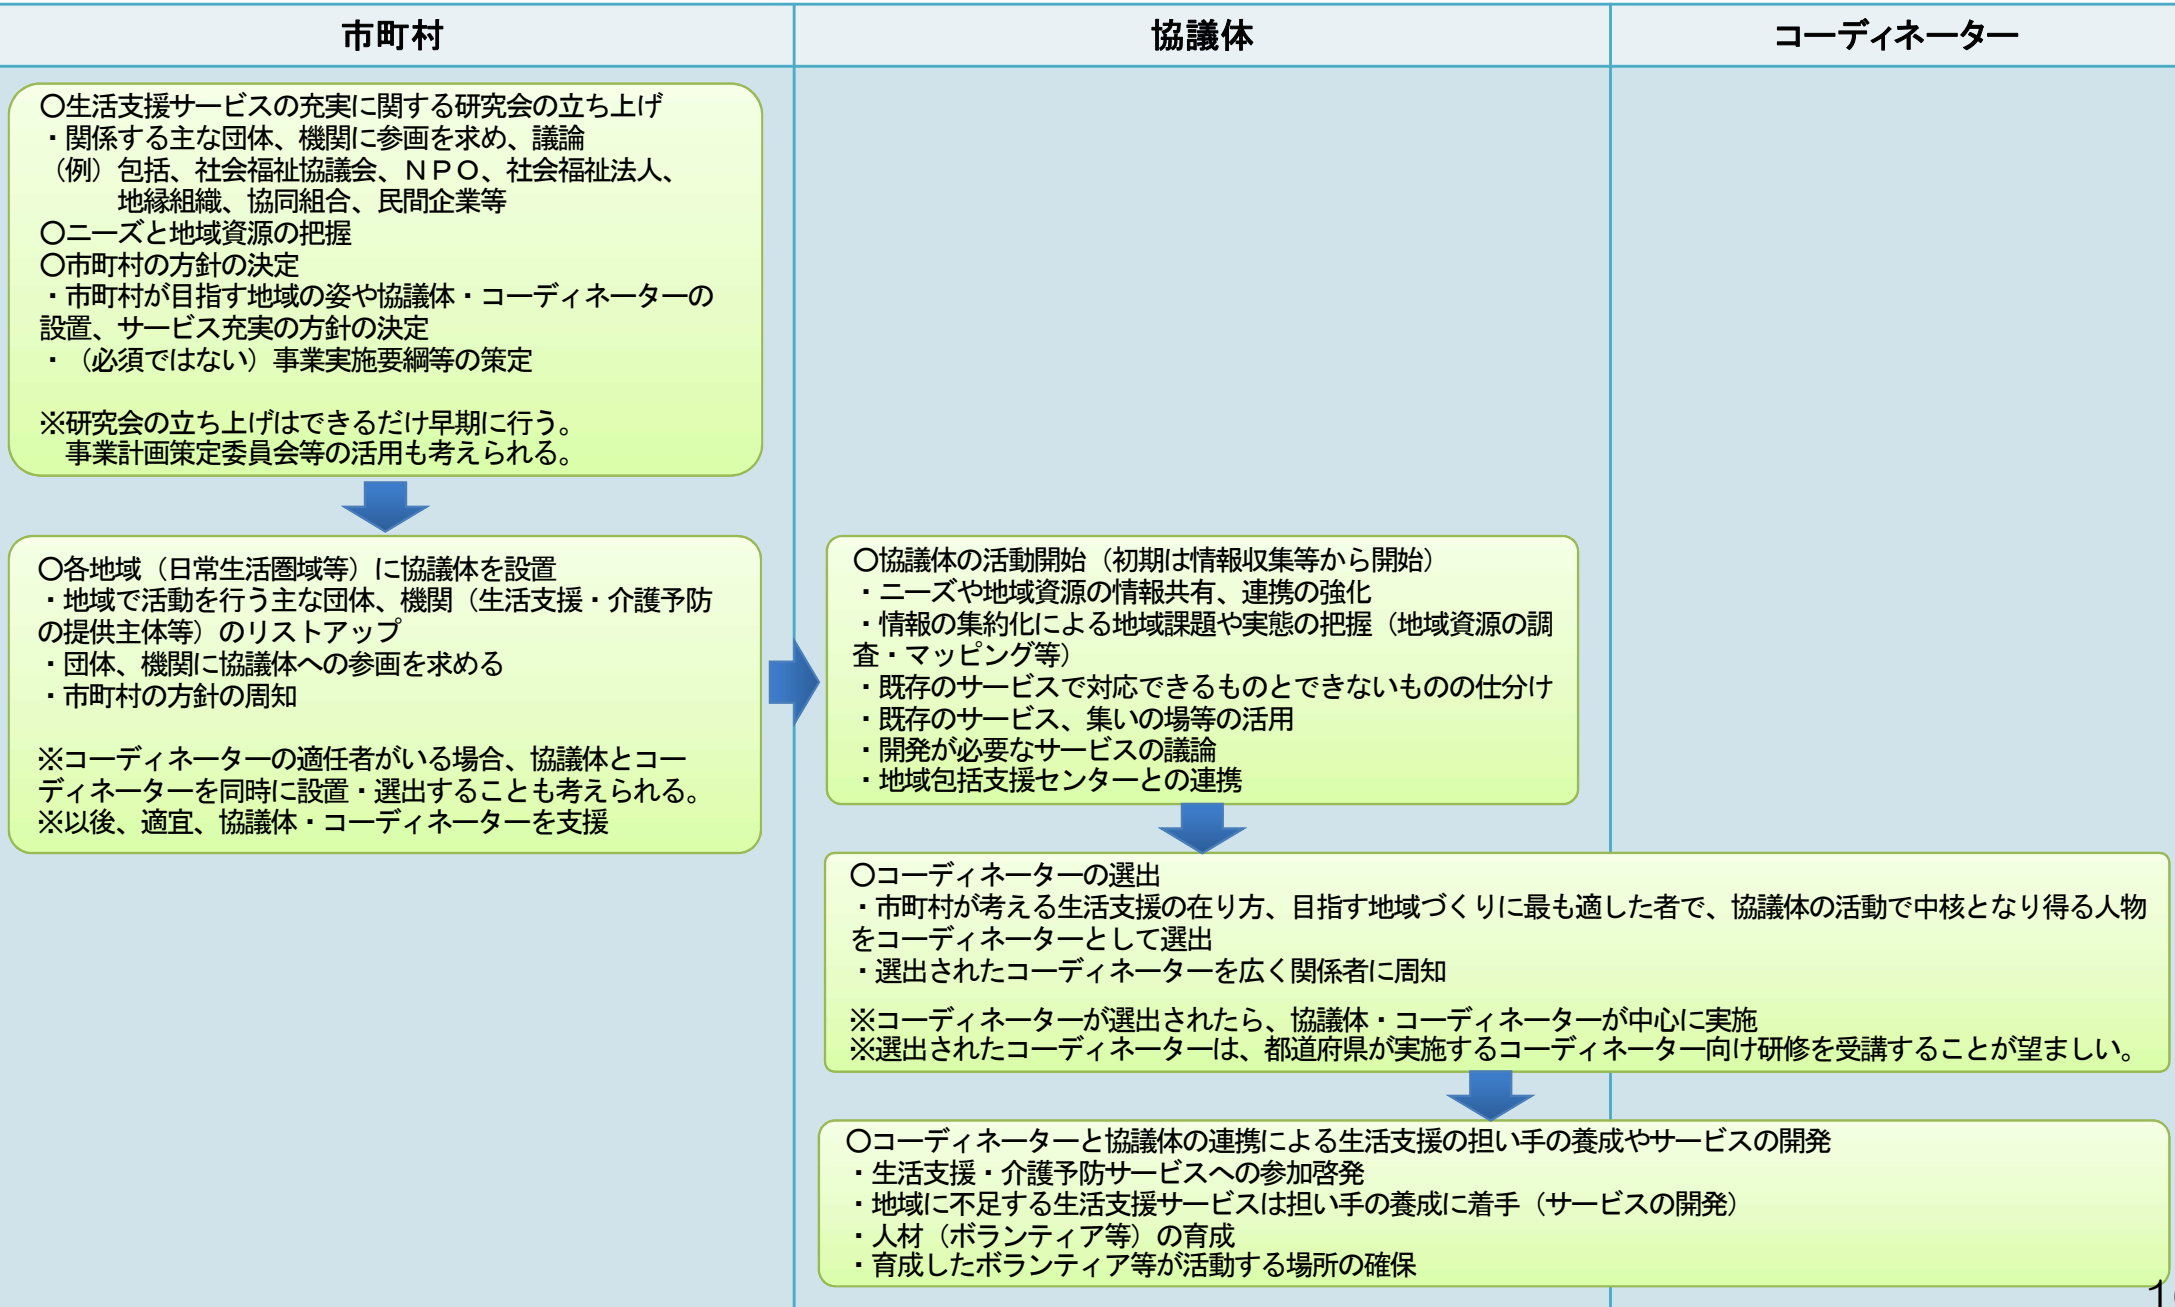 市町村
協議体
コーディネーター
○生活支援サービスの充実に関する研究会の立ち上げ
・関係する主な団体、機関に参画を求め、議論
（例）包括、社会福祉協議会、ＮＰＯ、社会福祉法人、
地縁組織、協同組合、民間企業等
○ニーズと地域資源の把握
○市町村の方針の決定
・市町村が目指す地域の姿や協議体・コーディネーターの
設置、サービス充実の方針の決定
・（必須ではない）事業実施要綱等の策定
※研究会の立ち上げはできるだけ早期に行う。
事業計画策定委員会等の活用も考えられる。
○各地域（日常生活圏域等）に協議体を設置
・地域で活動を行う主な団体、機関（生活支援・介護予防
の提供主体等）のリストアップ
・団体、機関に協議体への参画を求める
・市町村の方針の周知
※コーディネーターの適任者がいる場合、協議体とコー
ディネーターを同時に設置・選出することも考えられる。
※以後、適宜、協議体・コーディネーターを支援
○協議体の活動開始（初期は情報収集等から開始）
・ニーズや地域資源の情報共有、連携の強化
・情報の集約化による地域課題や実態の把握（地域資源の調
査・マッピング等）
・既存のサービスで対応できるものとできないものの仕分け
・既存のサービス、集いの場等の活用
・開発が必要なサービスの議論
・地域包括支援センターとの連携
○コーディネーターの選出
・市町村が考える生活支援の在り方、目指す地域づくりに最も適した者で、協議体の活動で中核となり得る人物
をコーディネーターとして選出
・選出されたコーディネーターを広く関係者に周知
※コーディネーターが選出されたら、協議体・コーディネーターが中心に実施
※選出されたコーディネーターは、都道府県が実施するコーディネーター向け研修を受講することが望ましい。
○コーディネーターと協議体の連携による生活支援の担い手の養成やサービスの開発
・生活支援・介護予防サービスへの参加啓発
・地域に不足する生活支援サービスは担い手の養成に着手（サービスの開発）
・人材（ボランティア等）の育成
・育成したボランティア等が活動する場所の確保